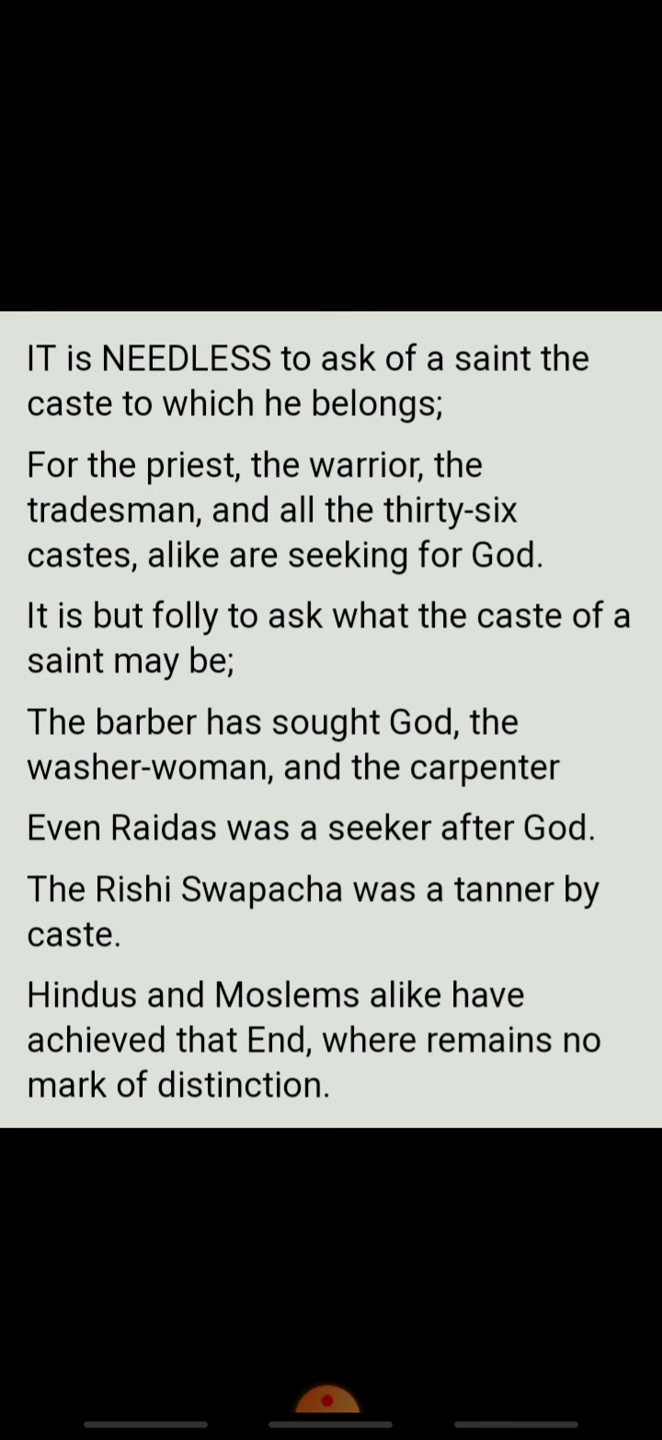 IT is NEEDLESS to ask of a saint the
caste to which he belongs;
For the priest, the warrior, the
tradesman, and all the thirty-six
castes, alike are seeking for God.
It is but folly to ask what the caste of a
saint may be;
The barber has sought God, the
washer-woman, and the carpenter
Even Raidas was a seeker after God.
The Rishi Swapacha was a tanner by
caste.
Hindus and Moslems alike have
achieved that End, where remains no
mark of distinction.